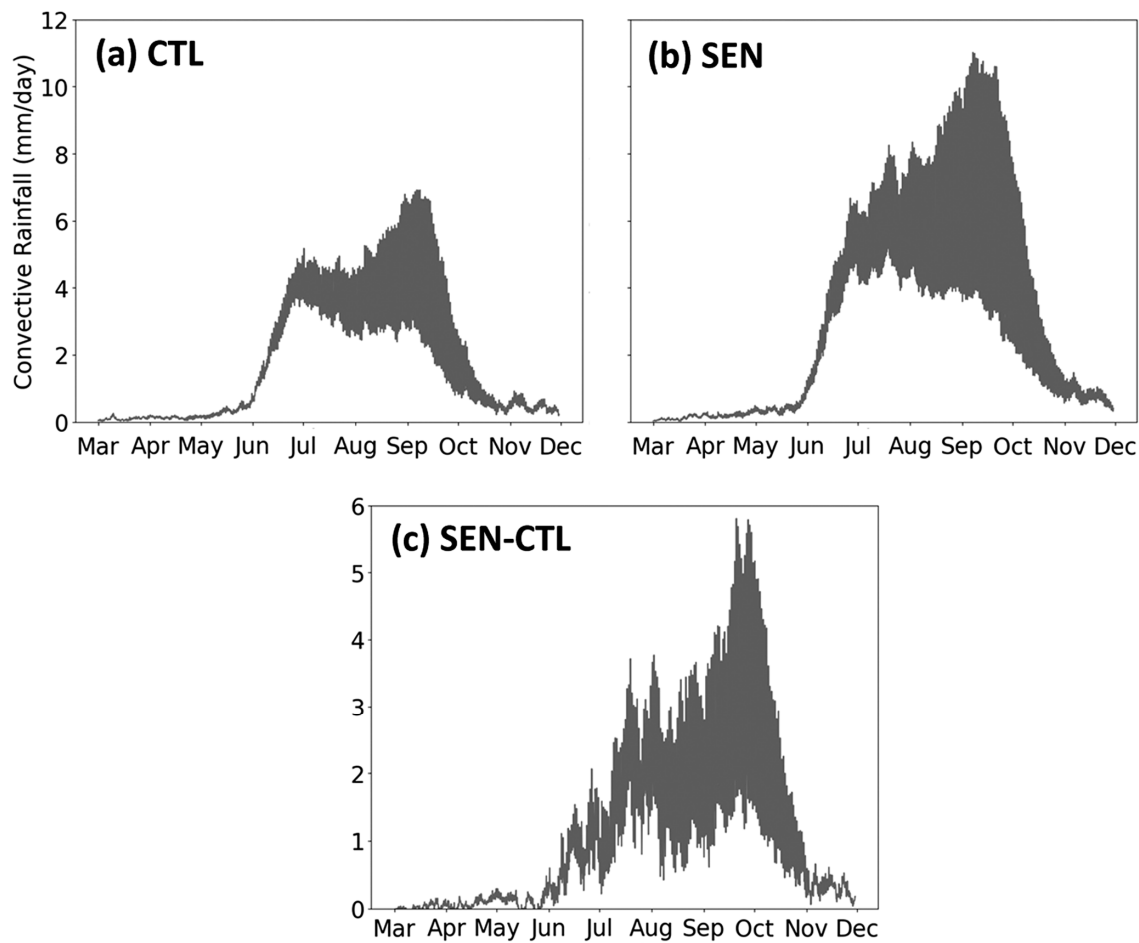 (a) CTL
Convective Rainfall (mm/day)
12
10
8
6
4
2
0
Mar Apr May Jun Jul Aug Sep Oct Nov Dec
(b) SEN
Mar Apr May Jun Jul Aug Sep Oct Nov Dec
(c) SEN-CTL
6
5
4
3
2
1
0
Mar Apr May Jun Jul Aug Sep Oct Nov Dec